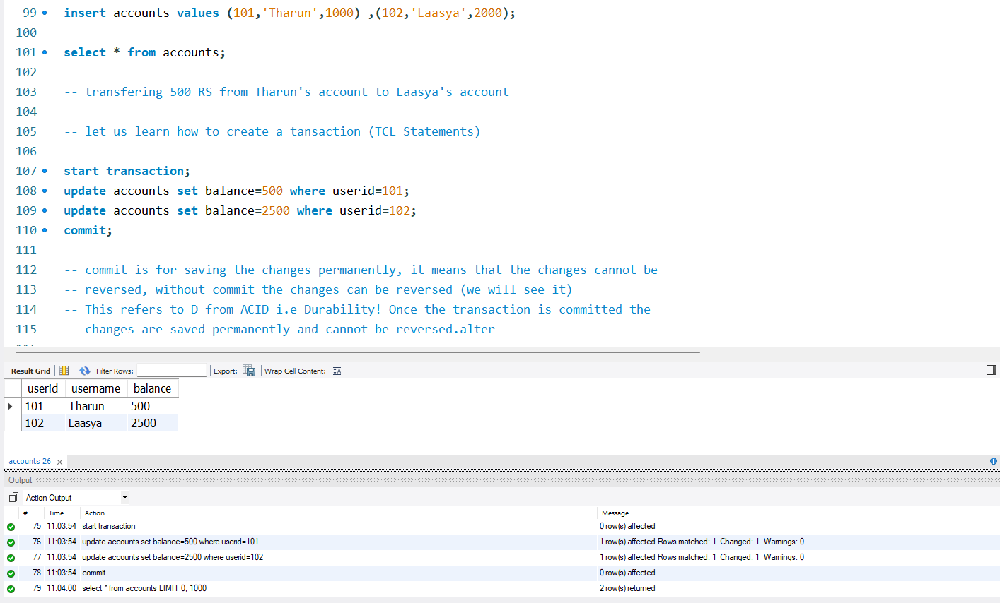 99 insert accounts values (101,'Tharun',1000) ,(102,'Laasya',2000);
100
101 select * from accounts;
102
103 -- transfering 500 RS from Tharun's account to Laasya's account
104
105 -- let us learn how to create a tansaction (TCL Statements)
106
107 start transaction;
108 update accounts set balance=500 where userid=101;
109 update accounts set balance=2500 where userid=102;
110 commit;
111
112 -- commit is for saving the changes permanently, it means that the changes cannot be
113 -- reversed, without commit the changes can be reversed (we will see it)
114 -- This refers to D from ACID i.e Durability! Once the transaction is committed the
115 -- changes are saved permanently and cannot be reversed.alter
Result Grid Filter Rows: Export: Wrap Cell Content:
userid username balance
101 Tharun 500
102 Laasya 2500
accounts 26
Output
Action Output
# Time Action Message
75 11:03:54 start transaction 0 row(s) affected
76 11:03:54 update accounts set balance=500 where userid=101 1 row(s) affected Rows matched: 1 Changed: 1 Warnings: 0
77 11:03:54 update accounts set balance=2500 where userid=102 1 row(s) affected Rows matched: 1 Changed: 1 Warnings: 0
78 11:03:54 commit 0 row(s) affected
79 11:04:00 select * from accounts LIMIT 0, 1000 2 row(s) returned